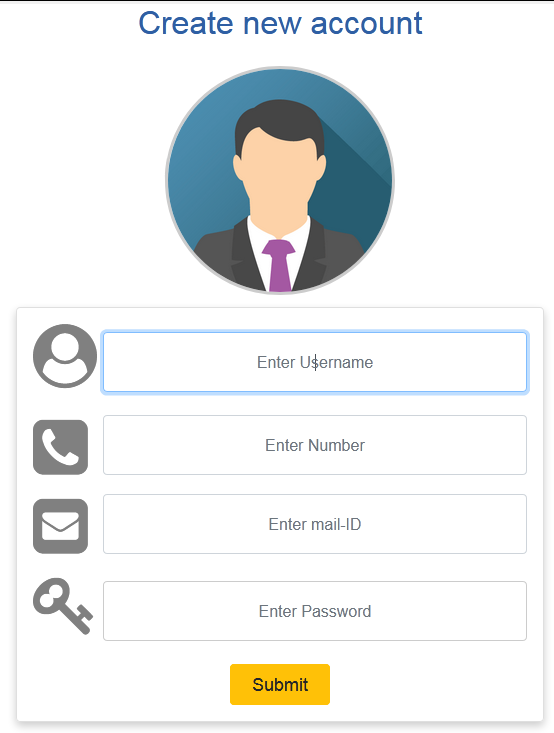 Create new account
Enter Username
Enter Number
Enter mail-ID
Enter Password
Submit